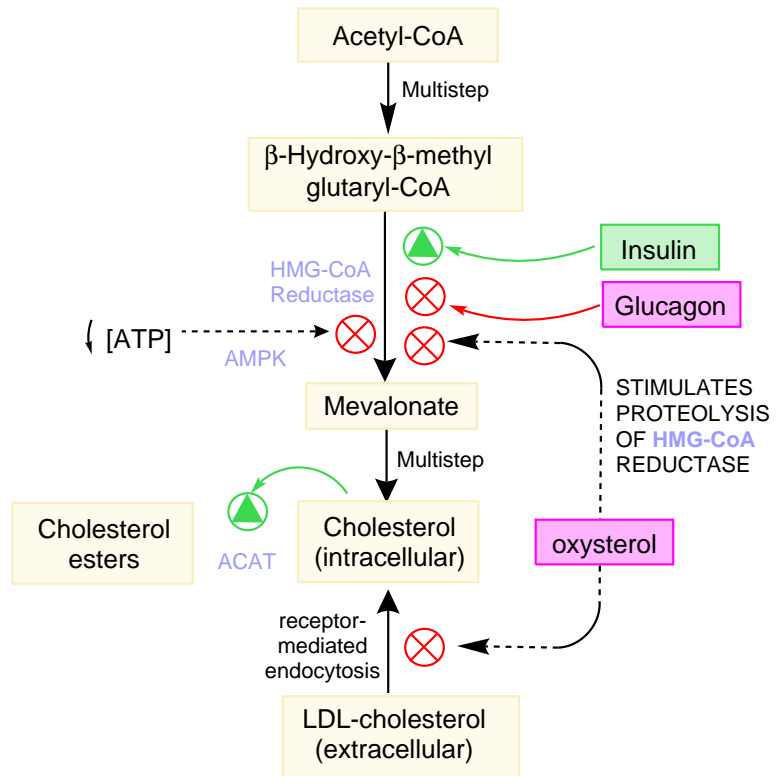 Acetyl-CoA
Multistep
β-Hydroxy-β-methyl
glutaryl-CoA
HMG-CoA
Reductase
Insulin
Glucagon
[ATP]
AMPK
Mevalonate
STIMULATES
PROTEOLYSIS
OF HMG-CoA
REDUCTASE
Multistep
Cholesterol
esters
ACAT
Cholesterol
(intracellular)
oxysterol
receptor-
mediated
endocytosis
LDL-cholesterol
(extracellular)